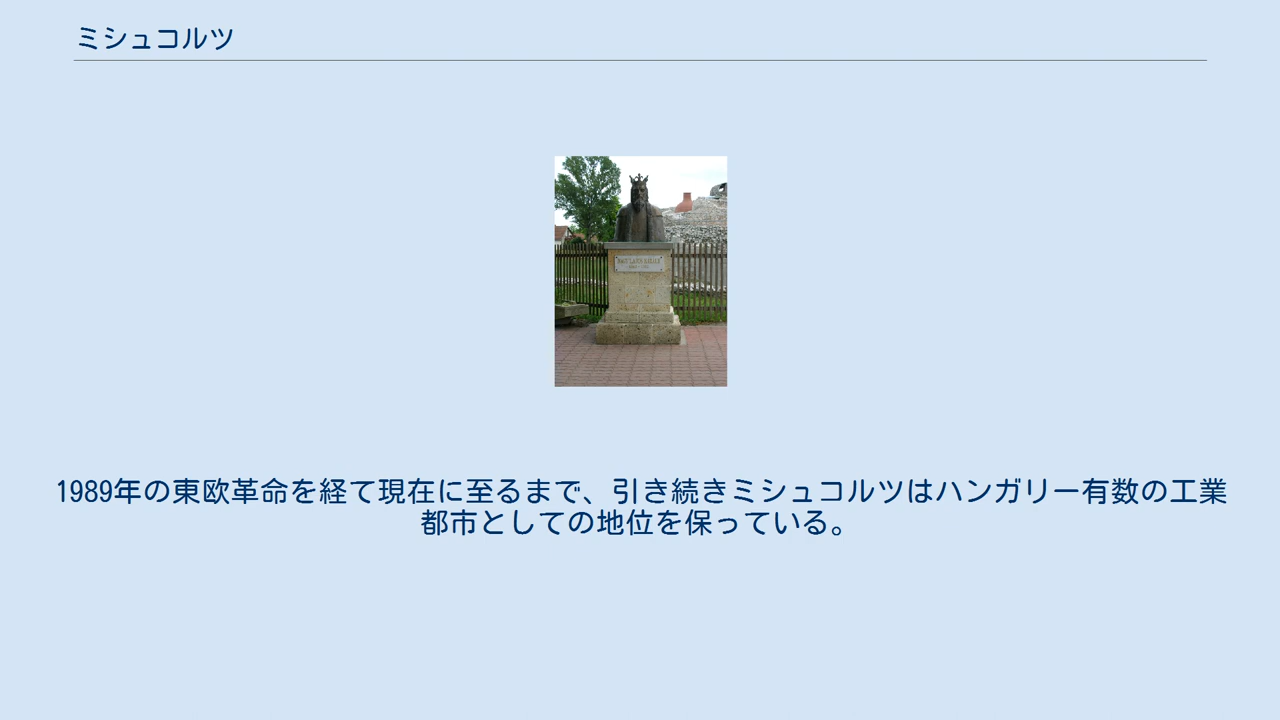 ミシュコルツ
1989年の東欧革命を経て現在に至るまで、引き続きミシュコルツはハンガリー有数の工業
都市としての地位を保っている。